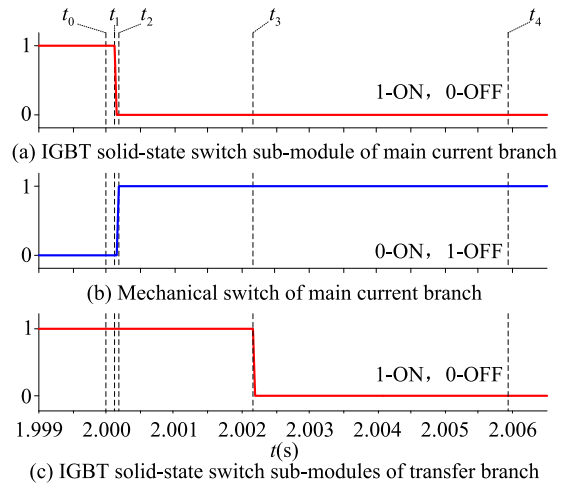 t0 t1 t2 t3 t4
1
1-ON，0-OFF
0
(a) IGBT solid-state switch sub-module of main current branch
1
0-ON，1-OFF
0
(b) Mechanical switch of main current branch
1
1-ON，0-OFF
0
1.999 2.000 2.001 2.002 2.003 2.004 2.005 2.006
t(s)
(c) IGBT solid-state switch sub-modules of transfer branch